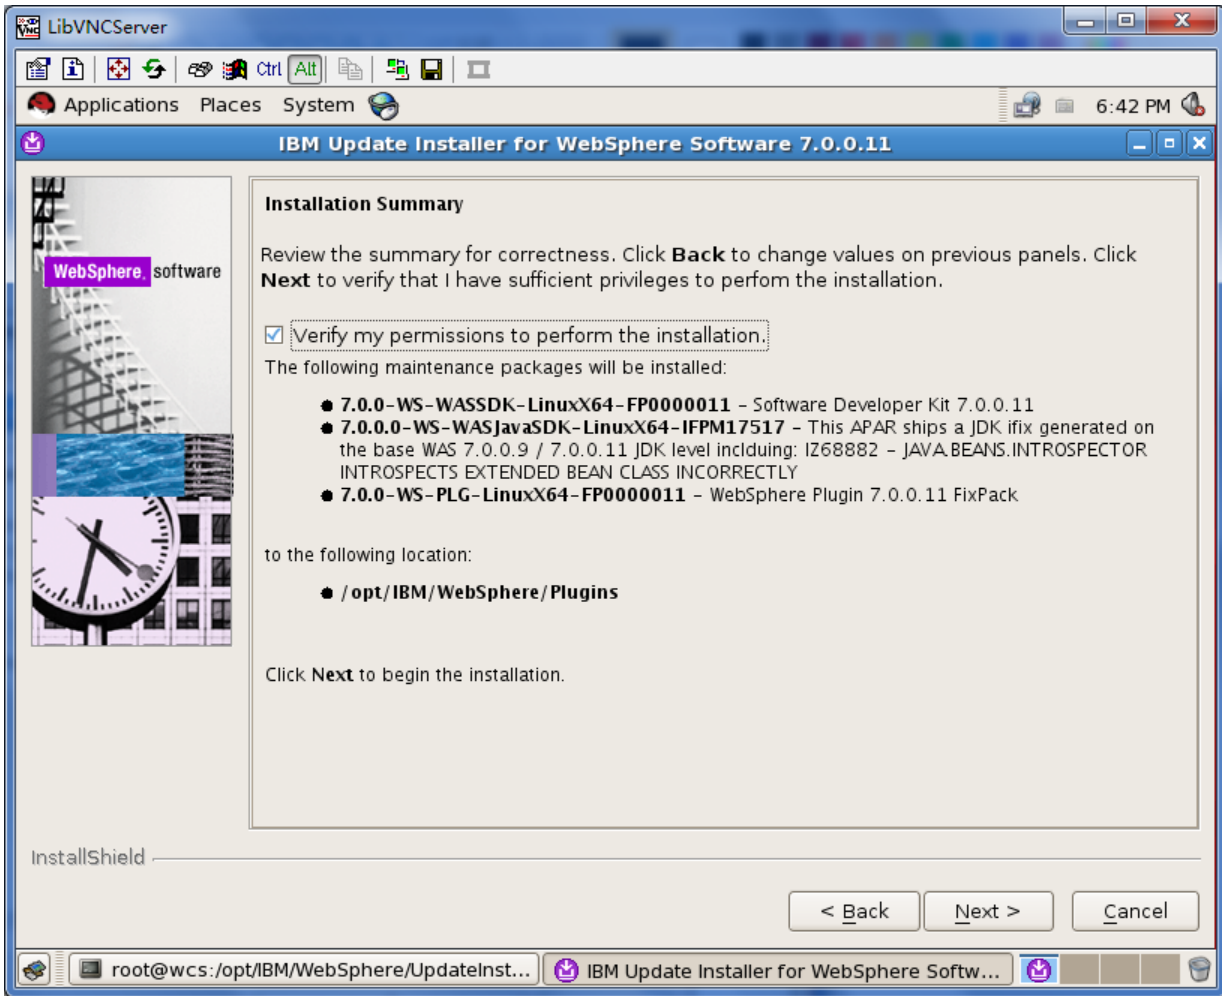 LibVNCServer
Ctrl Alt
Applications Places System 6:42 PM
IBM Update Installer for WebSphere Software 7.0.0.11
WebSphere. software
Installation Summary
Review the summary for correctness. Click Back to change values on previous panels. Click
Next to verify that I have sufficient privileges to perfom the installation.
Verify my permissions to perform the installation.
The following maintenance packages will be installed:
7.0.0-WS-WASSDK-LinuxX64-FP0000011 - Software Developer Kit 7.0.0.11
7.0.0.0-WS-WASJavaSDK-LinuxX64-IFPM17517 - This APAR ships a JDK ifix generated on
the base WAS 7.0.0.9 / 7.0.0.11 JDK level inclduing: IZ68882 - JAVA.BEANS.INTROSPECTOR
INTROSPECTS EXTENDED BEAN CLASS INCORRECTLY
7.0.0-WS-PLG-LinuxX64-FP0000011 - WebSphere Plugin 7.0.0.11 FixPack
to the following location:
/opt/IBM/WebSphere/Plugins
Click Next to begin the installation.
InstallShield
< Back Next > Cancel
root@wcs:/opt/IBM/WebSphere/UpdateInst... IBM Update Installer for WebSphere Softw...